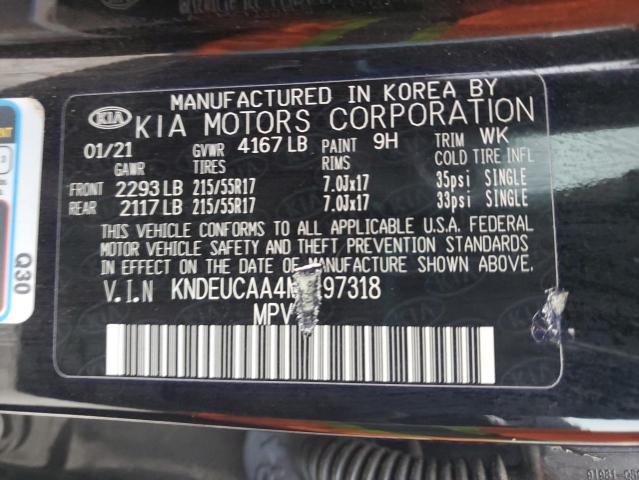 MANUFACTURED IN KOREA BY
KIA KIA MOTORS CORPORATION
01/21 GVWR 4167 LB PAINT 9H TRIM WK
GAWR TIRES RIMS COLD TIRE INFL
FRONT 2293 LB 215/55R17 7.0Jx17 35psi SINGLE
REAR 2117 LB 215/55R17 7.0Jx17 33psi SINGLE
THIS VEHICLE CONFORMS TO ALL APPLICABLE U.S.A. FEDERAL
MOTOR VEHICLE SAFETY AND THEFT PREVENTION STANDARDS
IN EFFECT ON THE DATE OF MANUFACTURE SHOWN ABOVE.
V.I.N KNDEUCAA4M 97318
MPV
Q30